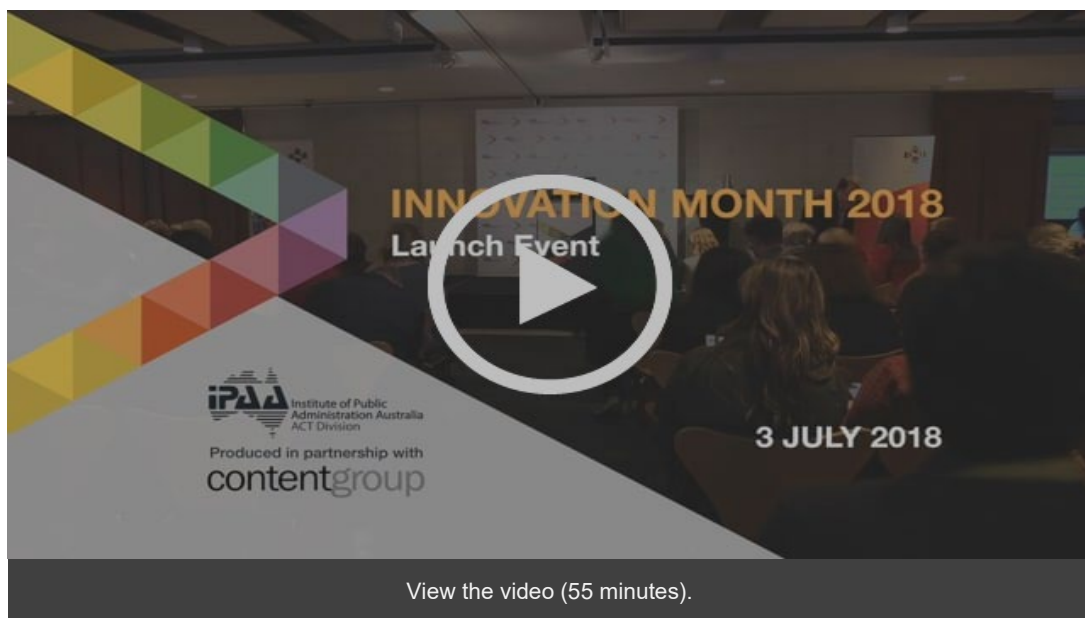 INNOVATION MONTH 2018
Launch Event
iPAA
Institute of Public
Administration Australia
ACT Division
Produced in partnership with
contentgroup
3 JULY 2018
View the video (55 minutes).